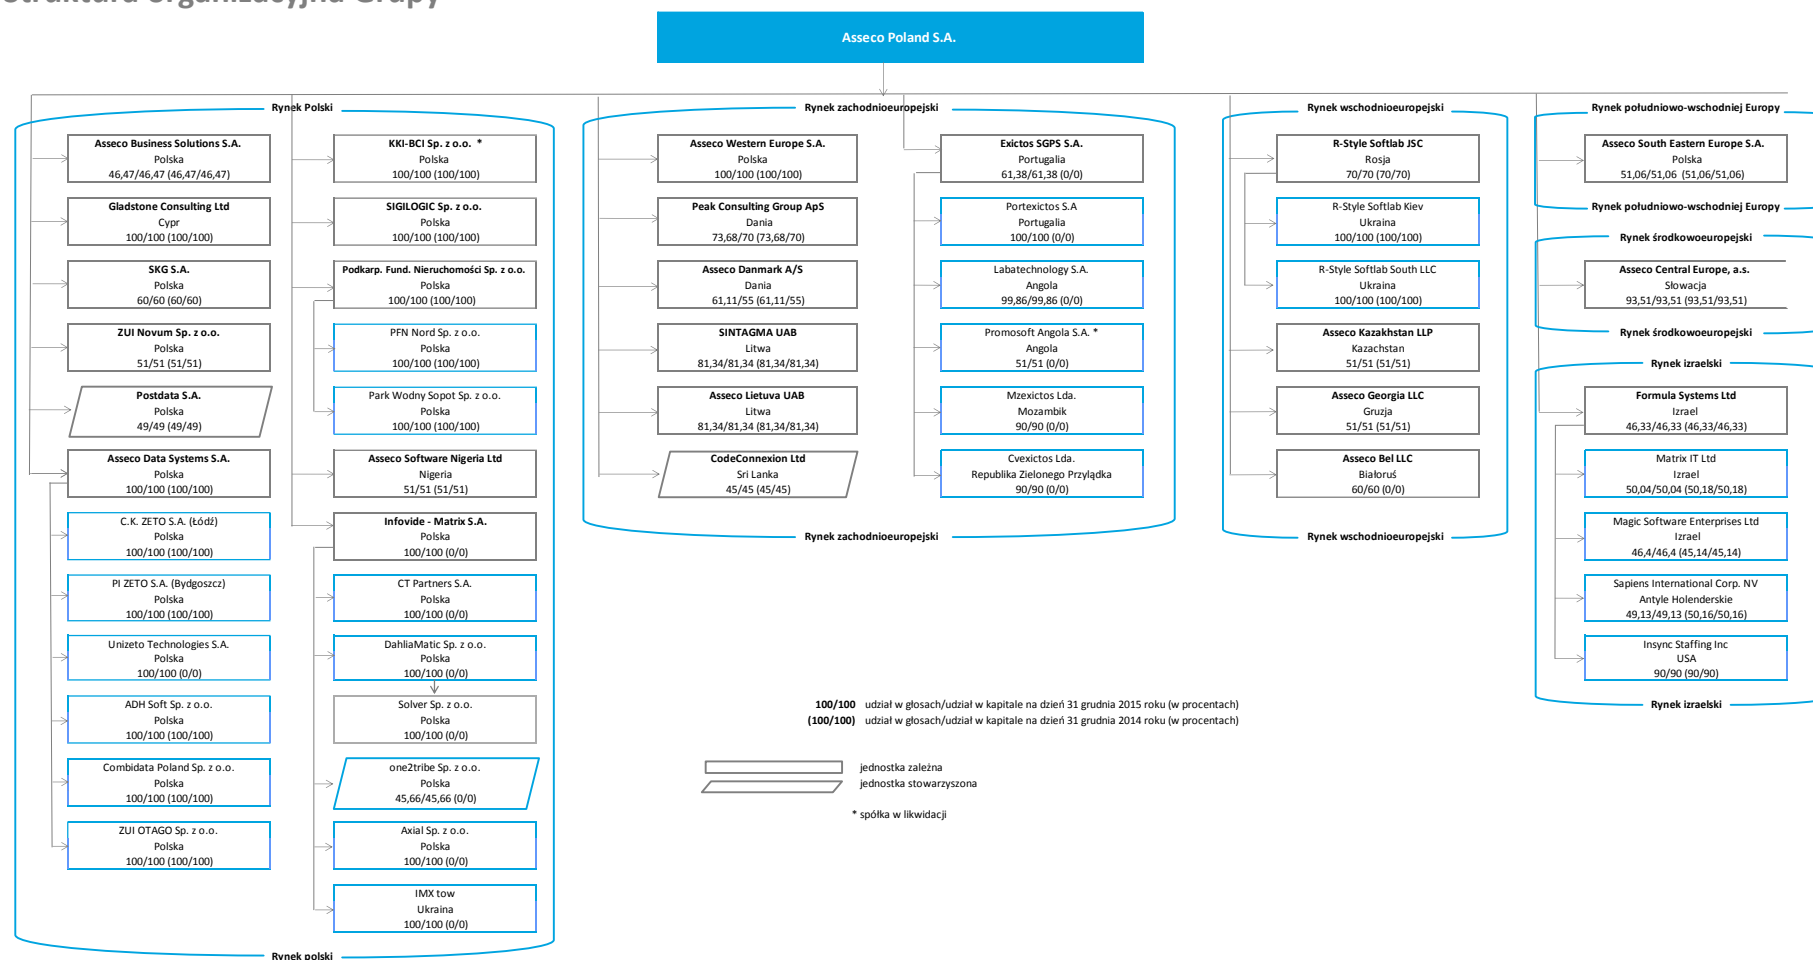 Struktura organizacyjna Grupy
Asseco Poland S.A.
Rynek Polski
Asseco Business Solutions S.A.
Polska
46,47/46,47 (46,47/46,47)
Gladstone Consulting Ltd
Cypr
100/100 (100/100)
SKG S.A.
Polska
60/60 (60/60)
ZUI Novum Sp. z o.o.
Polska
51/51 (51/51)
Postdata S.A.
Polska
49/49 (49/49)
Asseco Data Systems S.A.
Polska
100/100 (100/100)
C.K. ZETO S.A. (Łódź)
Polska
100/100 (100/100)
PI ZETO S.A. (Bydgoszcz)
Polska
100/100 (100/100)
Unizeto Technologies S.A.
Polska
100/100 (0/0)
ADH Soft Sp. z o.o.
Polska
100/100 (100/100)
Combidata Poland Sp. z o.o.
Polska
100/100 (100/100)
ZUI OTAGO Sp. z o.o.
Polska
100/100 (100/100)
KKI-BCI Sp. z o.o. *
Polska
100/100 (100/100)
SIGILOGIC Sp. z o.o.
Polska
100/100 (100/100)
Podkarp. Fund. Nieruchomości Sp. z o.o.
Polska
100/100 (100/100)
PFN Nord Sp. z o.o.
Polska
100/100 (100/100)
Park Wodny Sopot Sp. z o.o.
Polska
100/100 (100/100)
Asseco Software Nigeria Ltd
Nigeria
51/51 (51/51)
Infovide - Matrix S.A.
Polska
100/100 (0/0)
CT Partners S.A.
Polska
100/100 (0/0)
DahliaMatic Sp. z o.o.
Polska
100/100 (0/0)
Solver Sp. z o.o.
Polska
100/100 (0/0)
one2tribe Sp. z o.o.
Polska
45,66/45,66 (0/0)
Axial Sp. z o.o.
Polska
100/100 (0/0)
IMX tow
Ukraina
100/100 (0/0)
Rynek polski
Rynek zachodnioeuropejski
Asseco Western Europe S.A.
Polska
100/100 (100/100)
Peak Consulting Group ApS
Dania
73,68/70 (73,68/70)
Asseco Danmark A/S
Dania
61,11/55 (61,11/55)
SINTAGMA UAB
Litwa
81,34/81,34 (81,34/81,34)
Asseco Lietuva UAB
Litwa
81,34/81,34 (81,34/81,34)
CodeConnexion Ltd
Sri Lanka
45/45 (45/45)
Exictos SGPS S.A.
Portugalia
61,38/61,38 (0/0)
Portexictos S.A
Portugalia
100/100 (0/0)
Labatechnology S.A.
Angola
99,86/99,86 (0/0)
Promosoft Angola S.A. *
Angola
51/51 (0/0)
Mzexictos Lda.
Mozambik
90/90 (0/0)
Cvexictos Lda.
Republika Zielonego Przylądka
90/90 (0/0)
Rynek zachodnioeuropejski
Rynek wschodnioeuropejski
R-Style Softlab JSC
Rosja
70/70 (70/70)
R-Style Softlab Kiev
Ukraina
100/100 (100/100)
R-Style Softlab South LLC
Ukraina
100/100 (100/100)
Asseco Kazakhstan LLP
Kazachstan
51/51 (51/51)
Asseco Georgia LLC
Gruzja
51/51 (51/51)
Asseco Bel LLC
Białoruś
60/60 (0/0)
Rynek wschodnioeuropejski
Rynek południowo-wschodniej Europy
Asseco South Eastern Europe S.A.
Polska
51,06/51,06 (51,06/51,06)
Rynek południowo-wschodniej Europy
Rynek środkowoeuropejski
Asseco Central Europe, a.s.
Słowacja
93,51/93,51 (93,51/93,51)
Rynek środkowoeuropejski
Rynek izraelski
Formula Systems Ltd
Izrael
46,33/46,33 (46,33/46,33)
Matrix IT Ltd
Izrael
50,04/50,04 (50,18/50,18)
Magic Software Enterprises Ltd
Izrael
46,4/46,4 (45,14/45,14)
Sapiens International Corp. NV
Antyle Holenderskie
49,13/49,13 (50,16/50,16)
Insync Staffing Inc
USA
90/90 (90/90)
Rynek izraelski
100/100 udział w głosach/udział w kapitale na dzień 31 grudnia 2015 roku (w procentach)
(100/100) udział w głosach/udział w kapitale na dzień 31 grudnia 2014 roku (w procentach)
jednostka zależna
jednostka stowarzyszona
* spółka w likwidacji